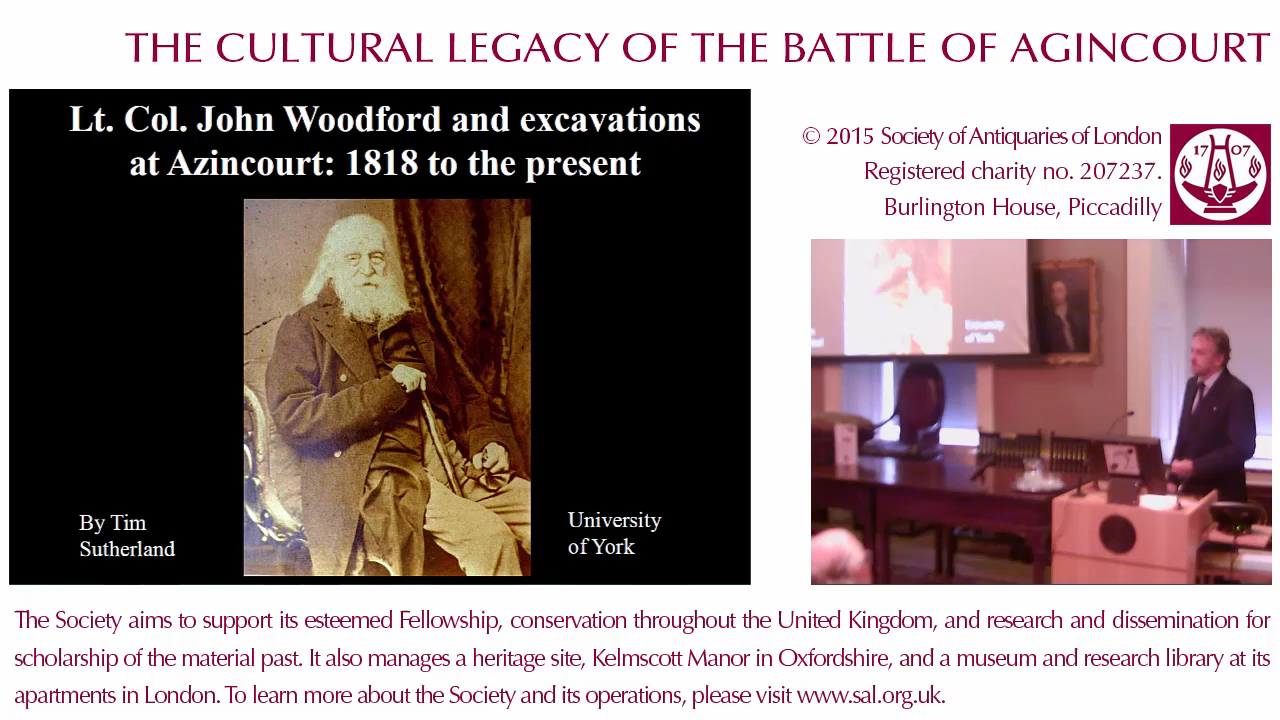 THE CULTURAL LEGACY OF THE BATTLE OF AGINCOURT
Lt. Col. John Woodford and excavations
at Azincourt: 1818 to the present
By Tim
Sutherland
University
of York
© 2015 Society of Antiquaries of London
Registered charity no. 207237.
Burlington House, Piccadilly
17 07
University
of York
The Society aims to support its esteemed Fellowship, conservation throughout the United Kingdom, and research and dissemination for
scholarship of the material past. It also manages a heritage site, Kelmscott Manor in Oxfordshire, and a museum and research library at its
apartments in London. To learn more about the Society and its operations, please visit www.sal.org.uk.